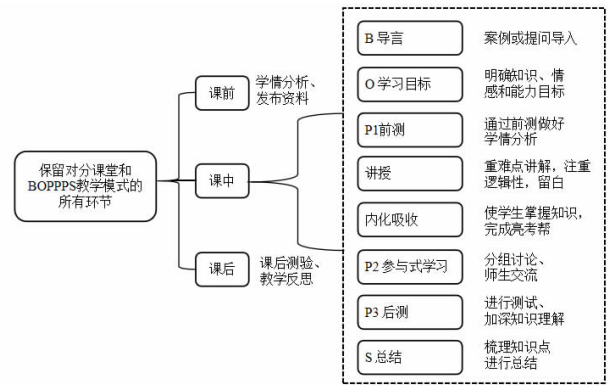 保留对分课堂和
BOPPPS教学模式的
所有环节
课前
学情分析、
发布资料
课中
课后
课后测验、
教学反思
B 导言
案例或提问导入
O 学习目标
明确知识、情
感和能力目标
P1前测
通过前测做好
学情分析
讲授
重难点讲解，注重
逻辑性，留白
内化吸收
使学生掌握知识，
完成亮考帮
P2 参与式学习
分组讨论、
师生交流
P3 后测
进行测试、
加深知识理解
S 总结
梳理知识点
进行总结